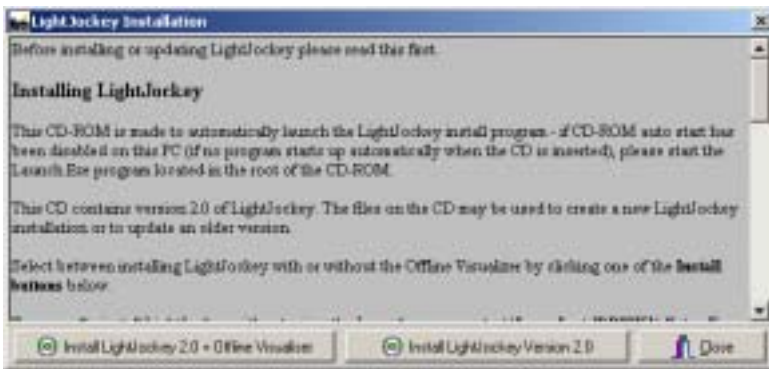 LightJockey Installation
Before installing or updating LightJockey please read this first.
Installing LightJockey
This CD-ROM is made to automatically launch the LightJockey install program - if CD-ROM auto start has
been disabled on this PC (if no program starts up automatically when the CD is inserted), please start the
Launch.Exe program located in the root of the CD-ROM.
This CD contains version 2.0 of LightJockey. The files on the CD may be used to create a new LightJockey
installation or to update an older version.
Select between installing LightJockey with or without the Offline Visualizer by clicking one of the Install
buttons below.
Install LightJockey 2.0 + Offline Visualiser
Install LightJockey Version 2.0
Close